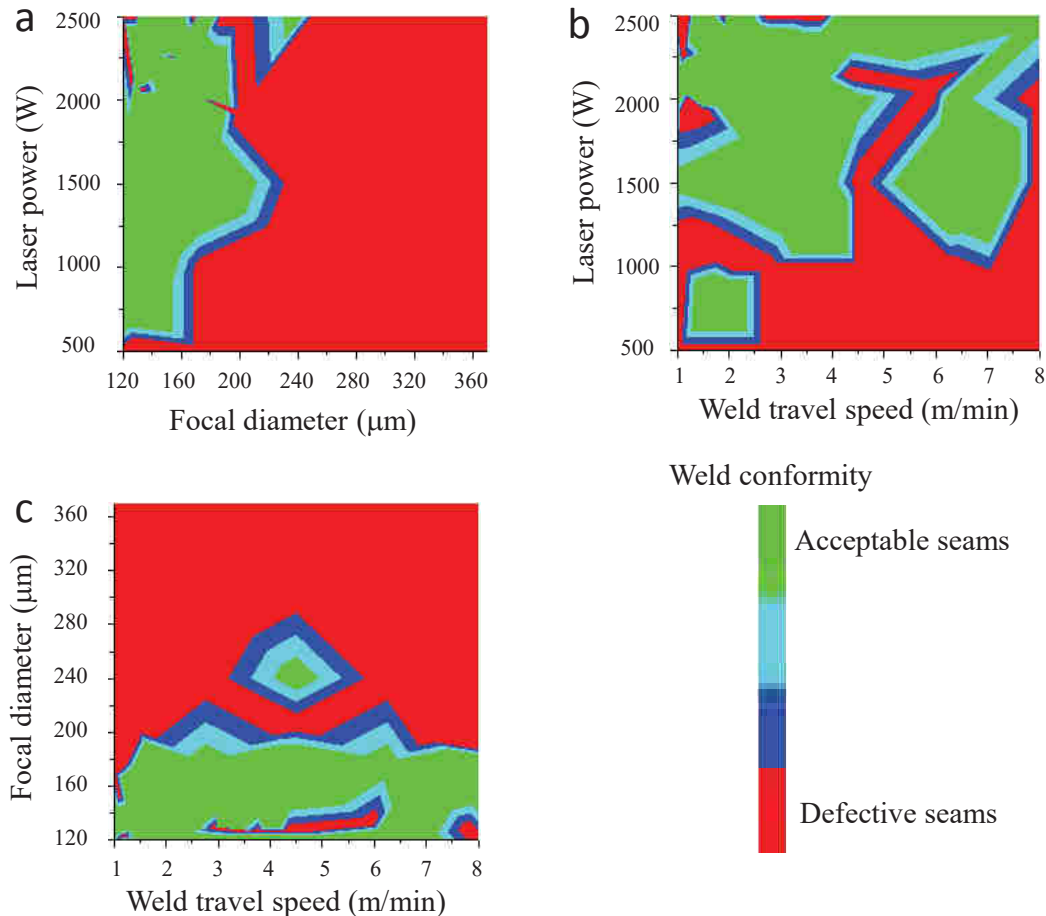 a
2500
2000
1500
1000
500
Laser power (W)
120 160 200 240 280 320 360
Focal diameter (µm)
b
2500
2000
1500
1000
500
Laser power (W)
1 2 3 4 5 6 7 8
Weld travel speed (m/min)
c
360
320
280
240
200
160
120
Focal diameter (µm)
1 2 3 4 5 6 7 8
Weld travel speed (m/min)
Weld conformity
Acceptable seams
Defective seams